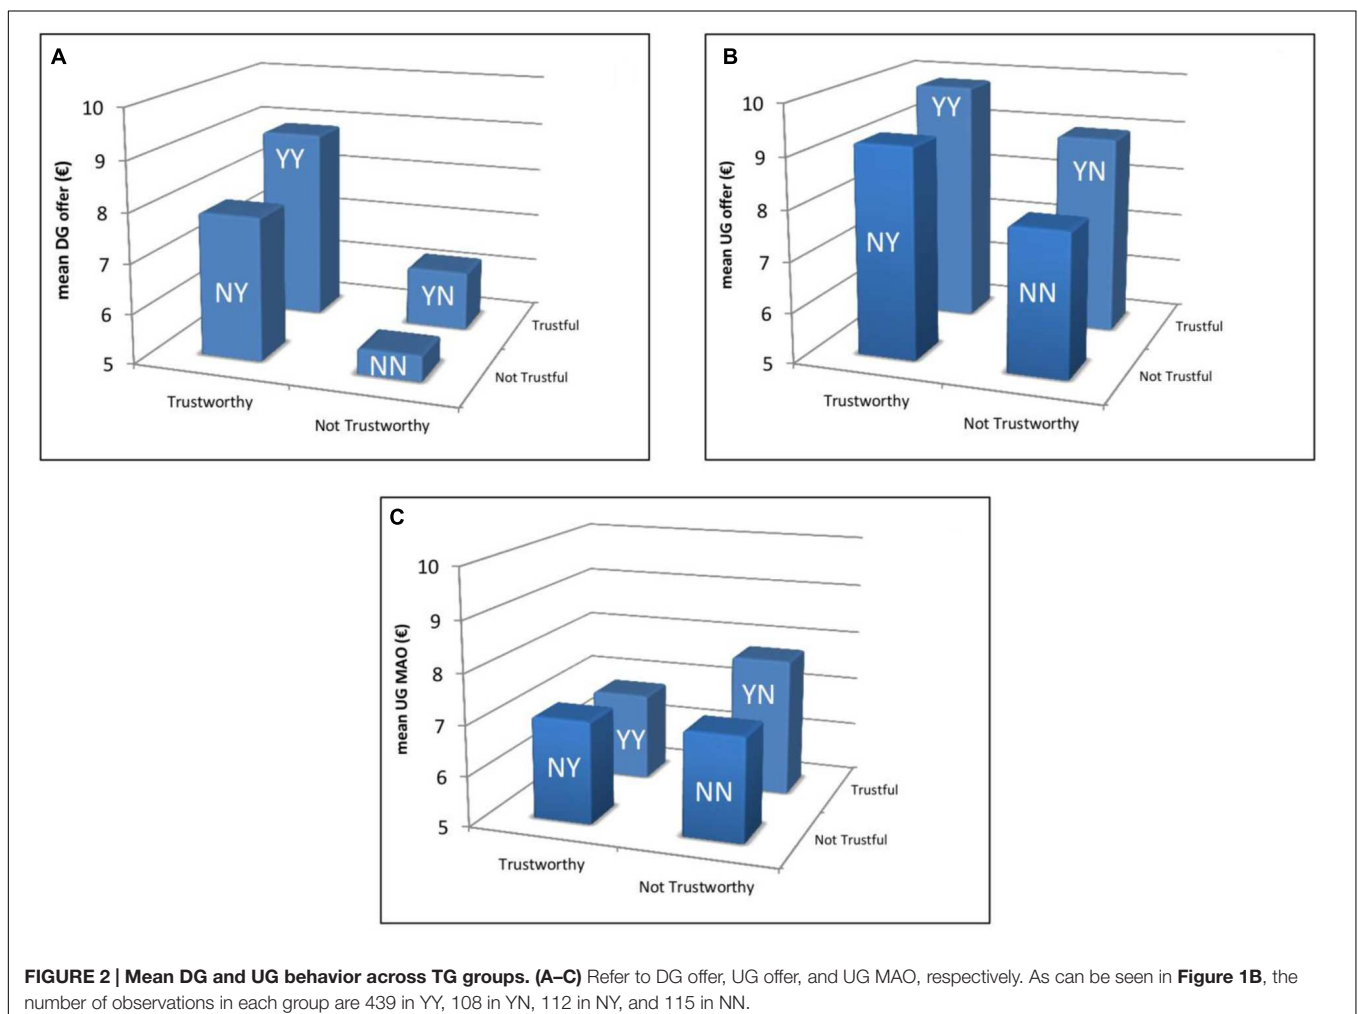 A
mean DG offer (€)
10
9
8
7
6
5
YY
NY
YN
NN
Trustful
Not Trustful
Trustworthy
Not Trustworthy
B
mean UG offer (€)
10
9
8
7
6
5
YY
YN
NY
NN
Trustful
Not Trustful
Trustworthy
Not Trustworthy
C
mean UG MAO (€)
10
9
8
7
6
5
YN
YY
NY
NN
Trustful
Not Trustful
Trustworthy
Not Trustworthy
FIGURE 2 | Mean DG and UG behavior across TG groups. (A–C) Refer to DG offer, UG offer, and UG MAO, respectively. As can be seen in Figure 1B, the
number of observations in each group are 439 in YY, 108 in YN, 112 in NY, and 115 in NN.